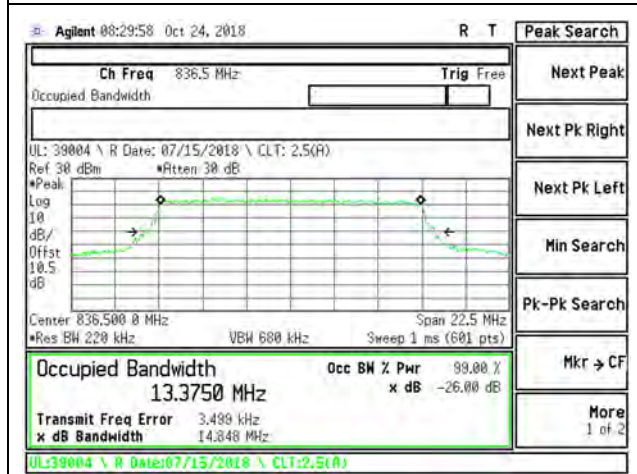 Agilent 08:29:58 Oct 24, 2018 R T
Peak Search
Ch Freq 836.5 MHz Trig Free
Occupied Bandwidth
Next Peak
Next Pk Right
Next Pk Left
Min Search
Pk-Pk Search
Mkr → CF
More
1 of 2
UL: 39004 \ R Date: 07/15/2018 \ CLT: 2.5(A)
Ref 30 dBm *Atten 30 dB
*Peak
Log
10
dB/
Offst
10.5
dB
Center 836.500 0 MHz Span 22.5 MHz
*Res BW 220 kHz VBW 680 kHz Sweep 1 ms (601 pts)
Occupied Bandwidth Occ BW % Pwr 99.00 %
13.3750 MHz x dB -26.00 dB
Transmit Freq Error 3.499 kHz
x dB Bandwidth 14.848 MHz
UL:39004 \ R Date:07/15/2018 \ CLT:2.5(A)